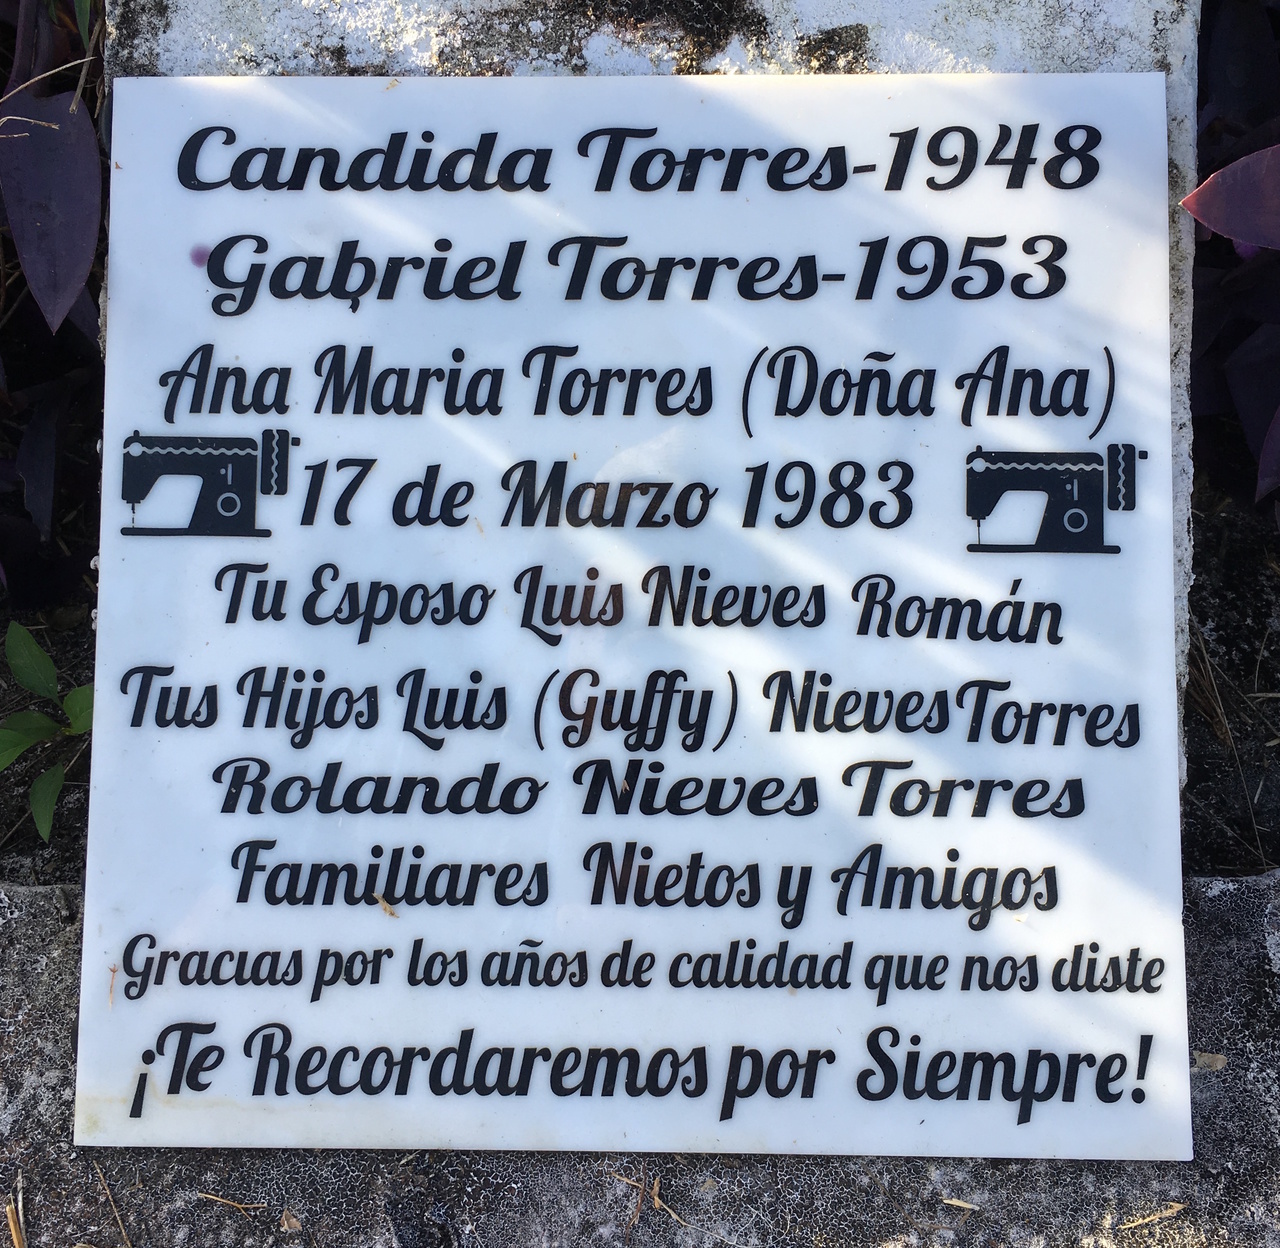 Candida Torres-1948
Gabriel Torres-1953
Ana Maria Torres (Doña Ana)
17 de Marzo 1983
Tu Esposo Luis Nieves Román
Tus Hijos Luis (Guffy) Nieves Torres
Rolando Nieves Torres
Familiares Nietos y Amigos
Gracias por los años de calidad que nos diste
¡Te Recordaremos por Siempre!